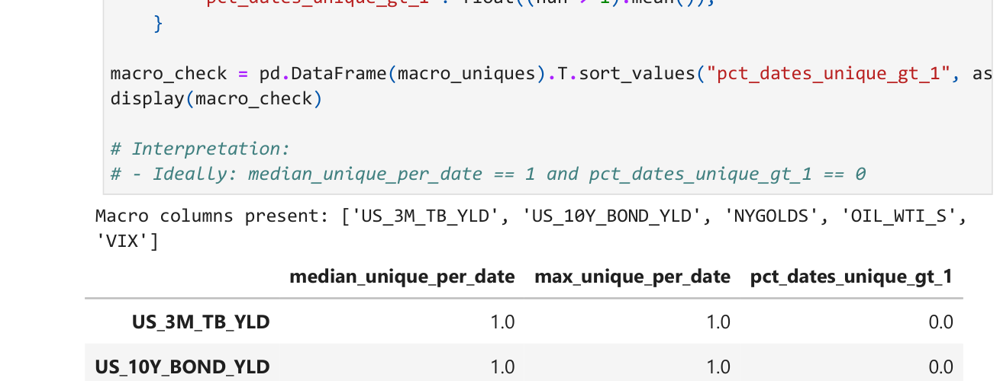 "pct_dates_unique_gt_1": float((nun > 1).mean()),
}
macro_check = pd.DataFrame(macro_uniques).T.sort_values("pct_dates_unique_gt_1", as
display(macro_check)
# Interpretation:
# - Ideally: median_unique_per_date == 1 and pct_dates_unique_gt_1 == 0
Macro columns present: ['US_3M_TB_YLD', 'US_10Y_BOND_YLD', 'NYGOLDS', 'OIL_WTI_S',
'VIX']
median_unique_per_date max_unique_per_date pct_dates_unique_gt_1
US_3M_TB_YLD 1.0 1.0 0.0
US_10Y_BOND_YLD 1.0 1.0 0.0